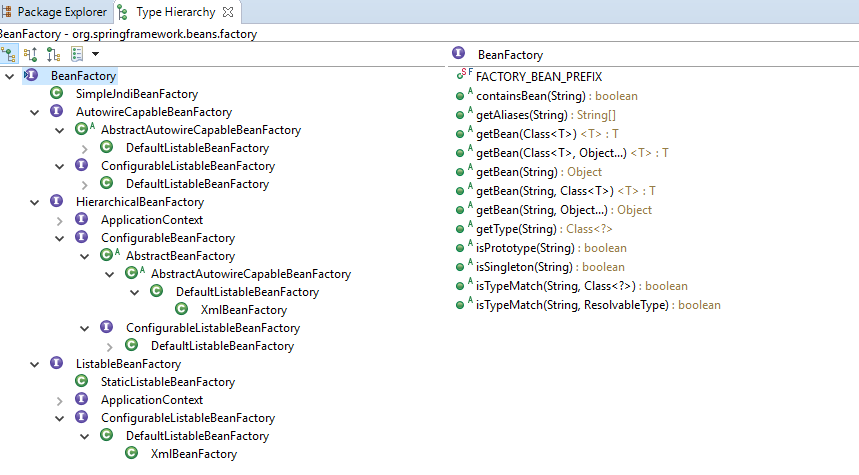 Package Explorer
Type Hierarchy
BeanFactory - org.springframework.beans.factory
BeanFactory
SimpleJndiBeanFactory
AutowireCapableBeanFactory
A AbstractAutowireCapableBeanFactory
DefaultListableBeanFactory
ConfigurableListableBeanFactory
DefaultListableBeanFactory
HierarchicalBeanFactory
ApplicationContext
ConfigurableBeanFactory
A AbstractBeanFactory
A AbstractAutowireCapableBeanFactory
DefaultListableBeanFactory
XmlBeanFactory
ConfigurableListableBeanFactory
DefaultListableBeanFactory
ListableBeanFactory
StaticListableBeanFactory
ApplicationContext
ConfigurableListableBeanFactory
DefaultListableBeanFactory
XmlBeanFactory
BeanFactory
S F FACTORY_BEAN_PREFIX
A containsBean(String) : boolean
A getAliases(String) : String[]
A getBean(Class<T>) <T> : T
A getBean(Class<T>, Object...) <T> : T
A getBean(String) : Object
A getBean(String, Class<T>) <T> : T
A getBean(String, Object...) : Object
A getType(String) : Class<?>
A isPrototype(String) : boolean
A isSingleton(String) : boolean
A isTypeMatch(String, Class<?>) : boolean
A isTypeMatch(String, ResolvableType) : boolean